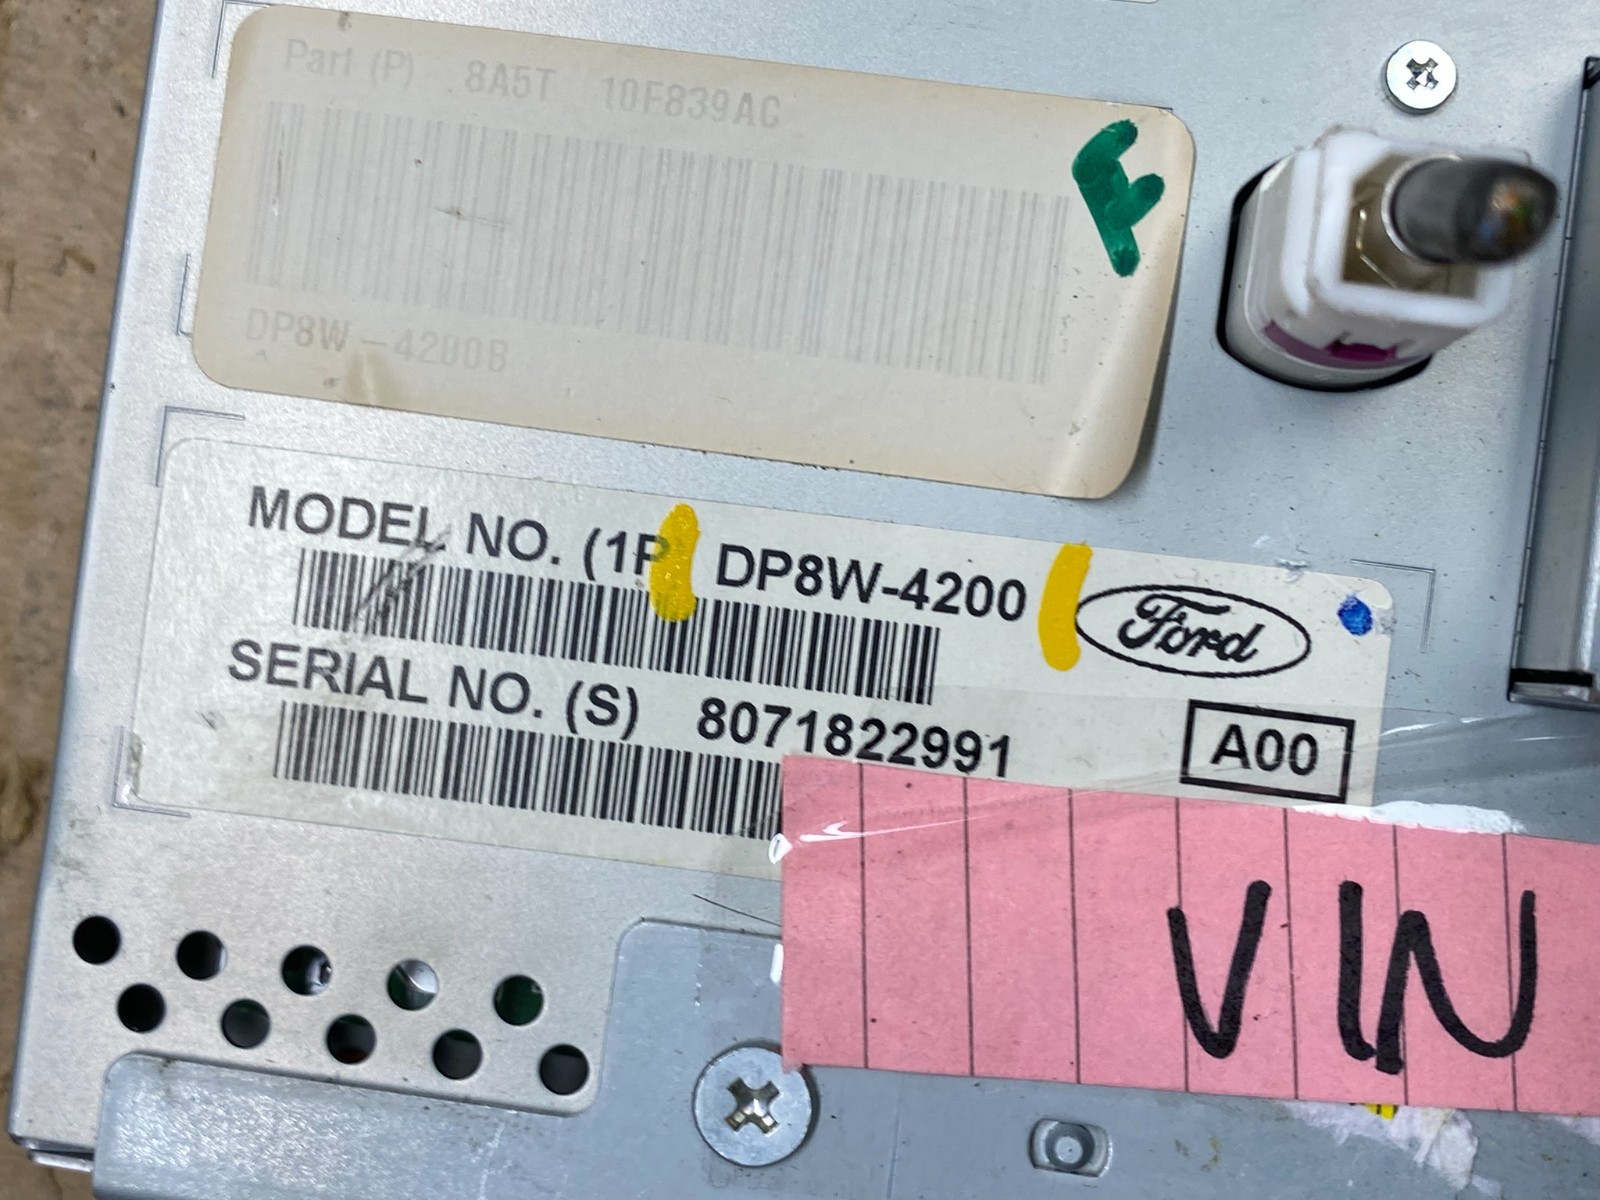 Part (P) 8A5T 10F839AC
F
DP8W-4200B
MODEL NO. (1P) DP8W-4200
Ford
SERIAL NO. (S) 8071822991
A00
VIN